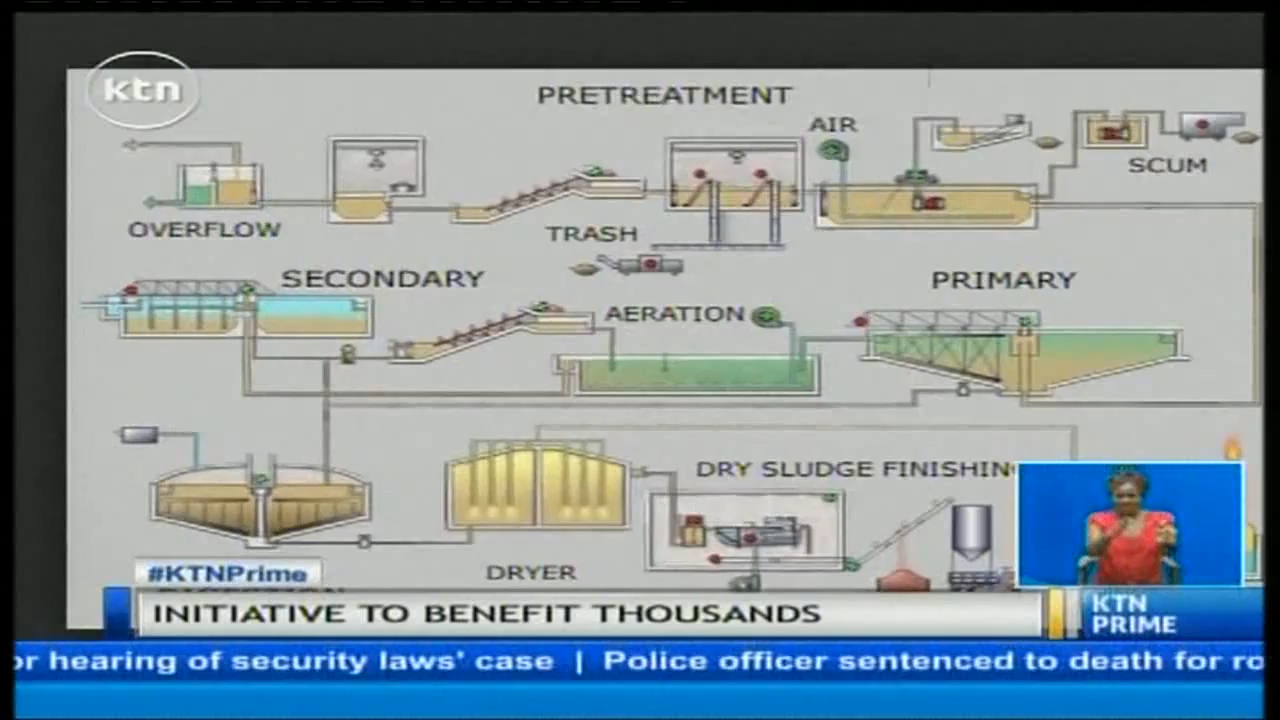 ktn
PRETREATMENT
AIR
SCUM
OVERFLOW
TRASH
SECONDARY
PRIMARY
AERATION
DRY SLUDGE FINISHIN
DRYER
#KTNPrime
INITIATIVE TO BENEFIT THOUSANDS
KTN
PRIME
or hearing of security laws' case | Police officer sentenced to death for ro